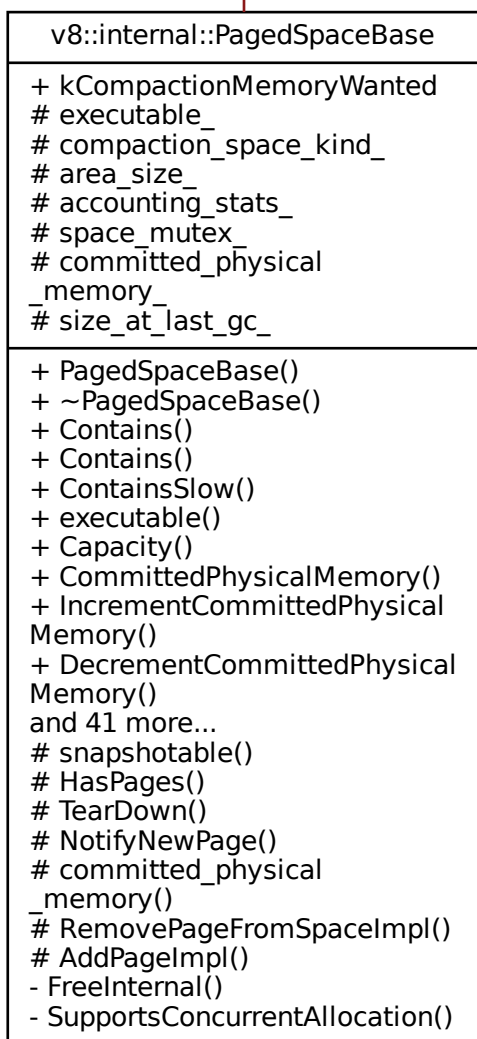 v8::internal::PagedSpaceBase
+ kCompactionMemoryWanted
# executable_
# compaction_space_kind_
# area_size_
# accounting_stats_
# space_mutex_
# committed_physical
_memory_
# size_at_last_gc_
+ PagedSpaceBase()
+ ~PagedSpaceBase()
+ Contains()
+ Contains()
+ ContainsSlow()
+ executable()
+ Capacity()
+ CommittedPhysicalMemory()
+ IncrementCommittedPhysical
Memory()
+ DecrementCommittedPhysical
Memory()
and 41 more...
# snapshotable()
# HasPages()
# TearDown()
# NotifyNewPage()
# committed_physical
_memory()
# RemovePageFromSpaceImpl()
# AddPageImpl()
- FreeInternal()
- SupportsConcurrentAllocation()